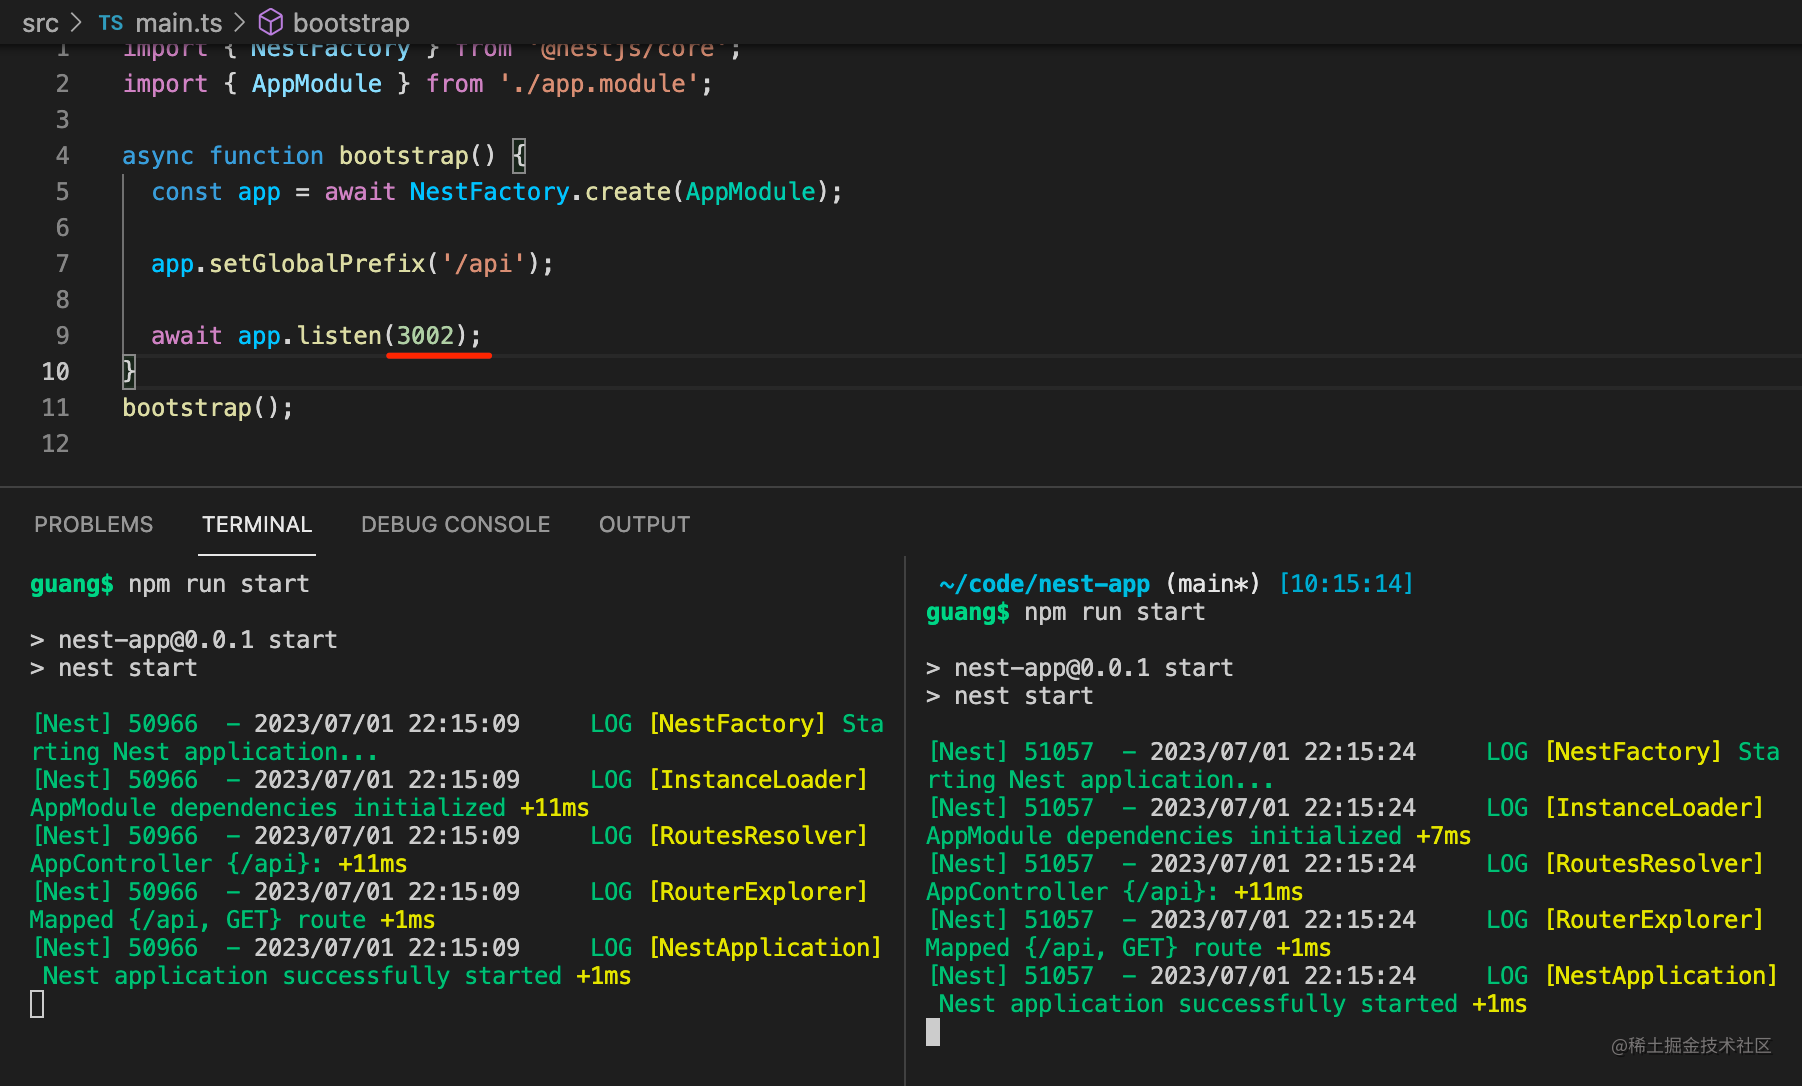 src > TS main.ts > bootstrap
1 import { NestFactory } from '@nestjs/core';
2 import { AppModule } from './app.module';
3
4 async function bootstrap() {
5 const app = await NestFactory.create(AppModule);
6
7 app.setGlobalPrefix('/api');
8
9 await app.listen(3002);
10 }
11 bootstrap();
12
PROBLEMS TERMINAL DEBUG CONSOLE OUTPUT
guang$ npm run start
> nest-app@0.0.1 start
> nest start
[Nest] 50966 - 2023/07/01 22:15:09 LOG [NestFactory] Sta
rting Nest application...
[Nest] 50966 - 2023/07/01 22:15:09 LOG [InstanceLoader]
AppModule dependencies initialized +11ms
[Nest] 50966 - 2023/07/01 22:15:09 LOG [RoutesResolver]
AppController {/api}: +11ms
[Nest] 50966 - 2023/07/01 22:15:09 LOG [RouterExplorer]
Mapped {/api, GET} route +1ms
[Nest] 50966 - 2023/07/01 22:15:09 LOG [NestApplication]
Nest application successfully started +1ms
~/code/nest-app (main*) [10:15:14]
guang$ npm run start
> nest-app@0.0.1 start
> nest start
[Nest] 51057 - 2023/07/01 22:15:24 LOG [NestFactory] Sta
rting Nest application...
[Nest] 51057 - 2023/07/01 22:15:24 LOG [InstanceLoader]
AppModule dependencies initialized +7ms
[Nest] 51057 - 2023/07/01 22:15:24 LOG [RoutesResolver]
AppController {/api}: +11ms
[Nest] 51057 - 2023/07/01 22:15:24 LOG [RouterExplorer]
Mapped {/api, GET} route +1ms
[Nest] 51057 - 2023/07/01 22:15:24 LOG [NestApplication]
Nest application successfully started +1ms
@稀土掘金技术社区